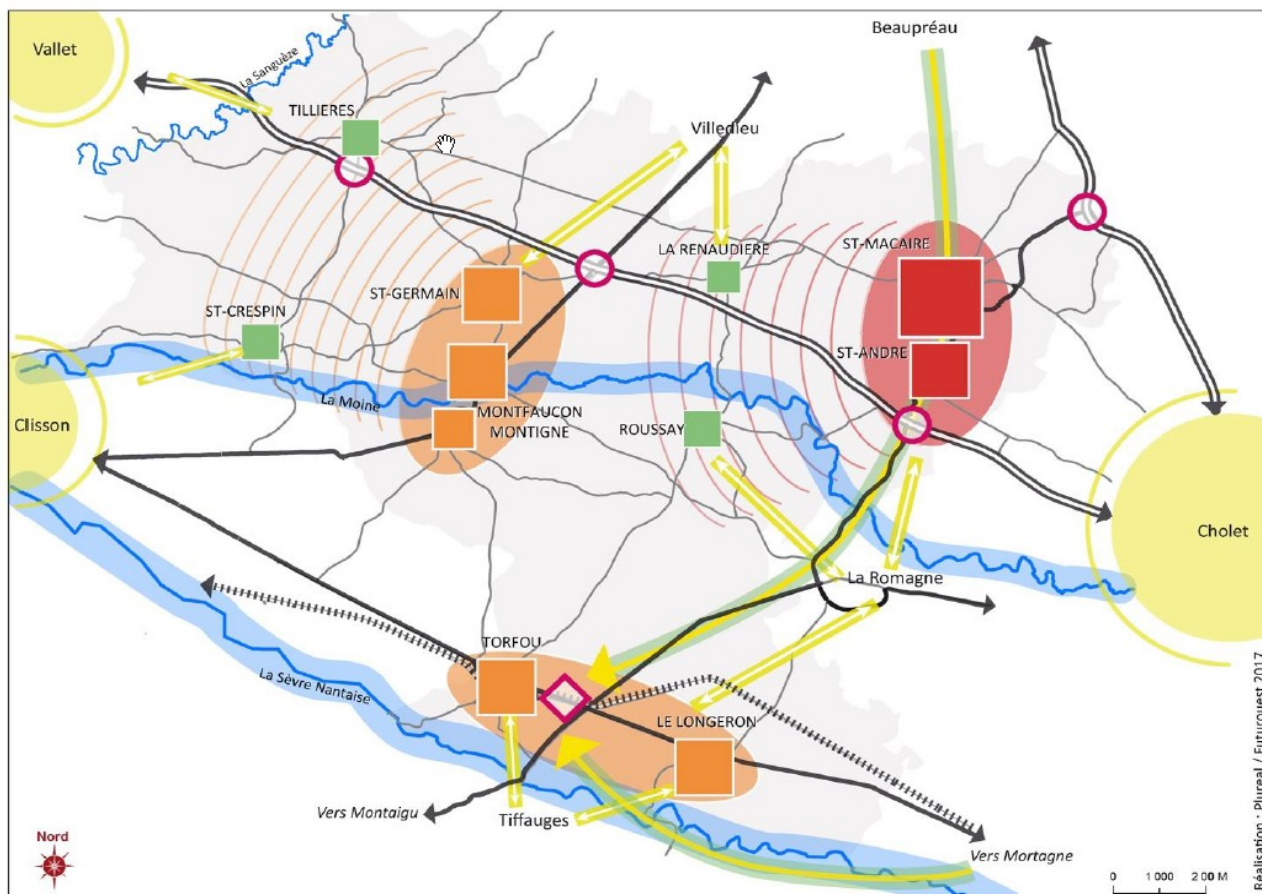 Beaupréau
Vallet
La Sanguèze
TILLIERES
Villedieu
ST-MACAIRE
LA RENAUDIERE
ST-GERMAIN
ST-CRESPIN
ST-ANDRE
La Moine
MONTFAUCON
MONTIGNE
Clisson
ROUSSAY
Cholet
La Romagne
TORFOU
La Sèvre Nantaise
LE LONGERON
Vers Montaigu
Tiffauges
Vers Mortagne
Nord
0 1 000 2 00 M
Réalisation : Plureal / Futurouest 2017